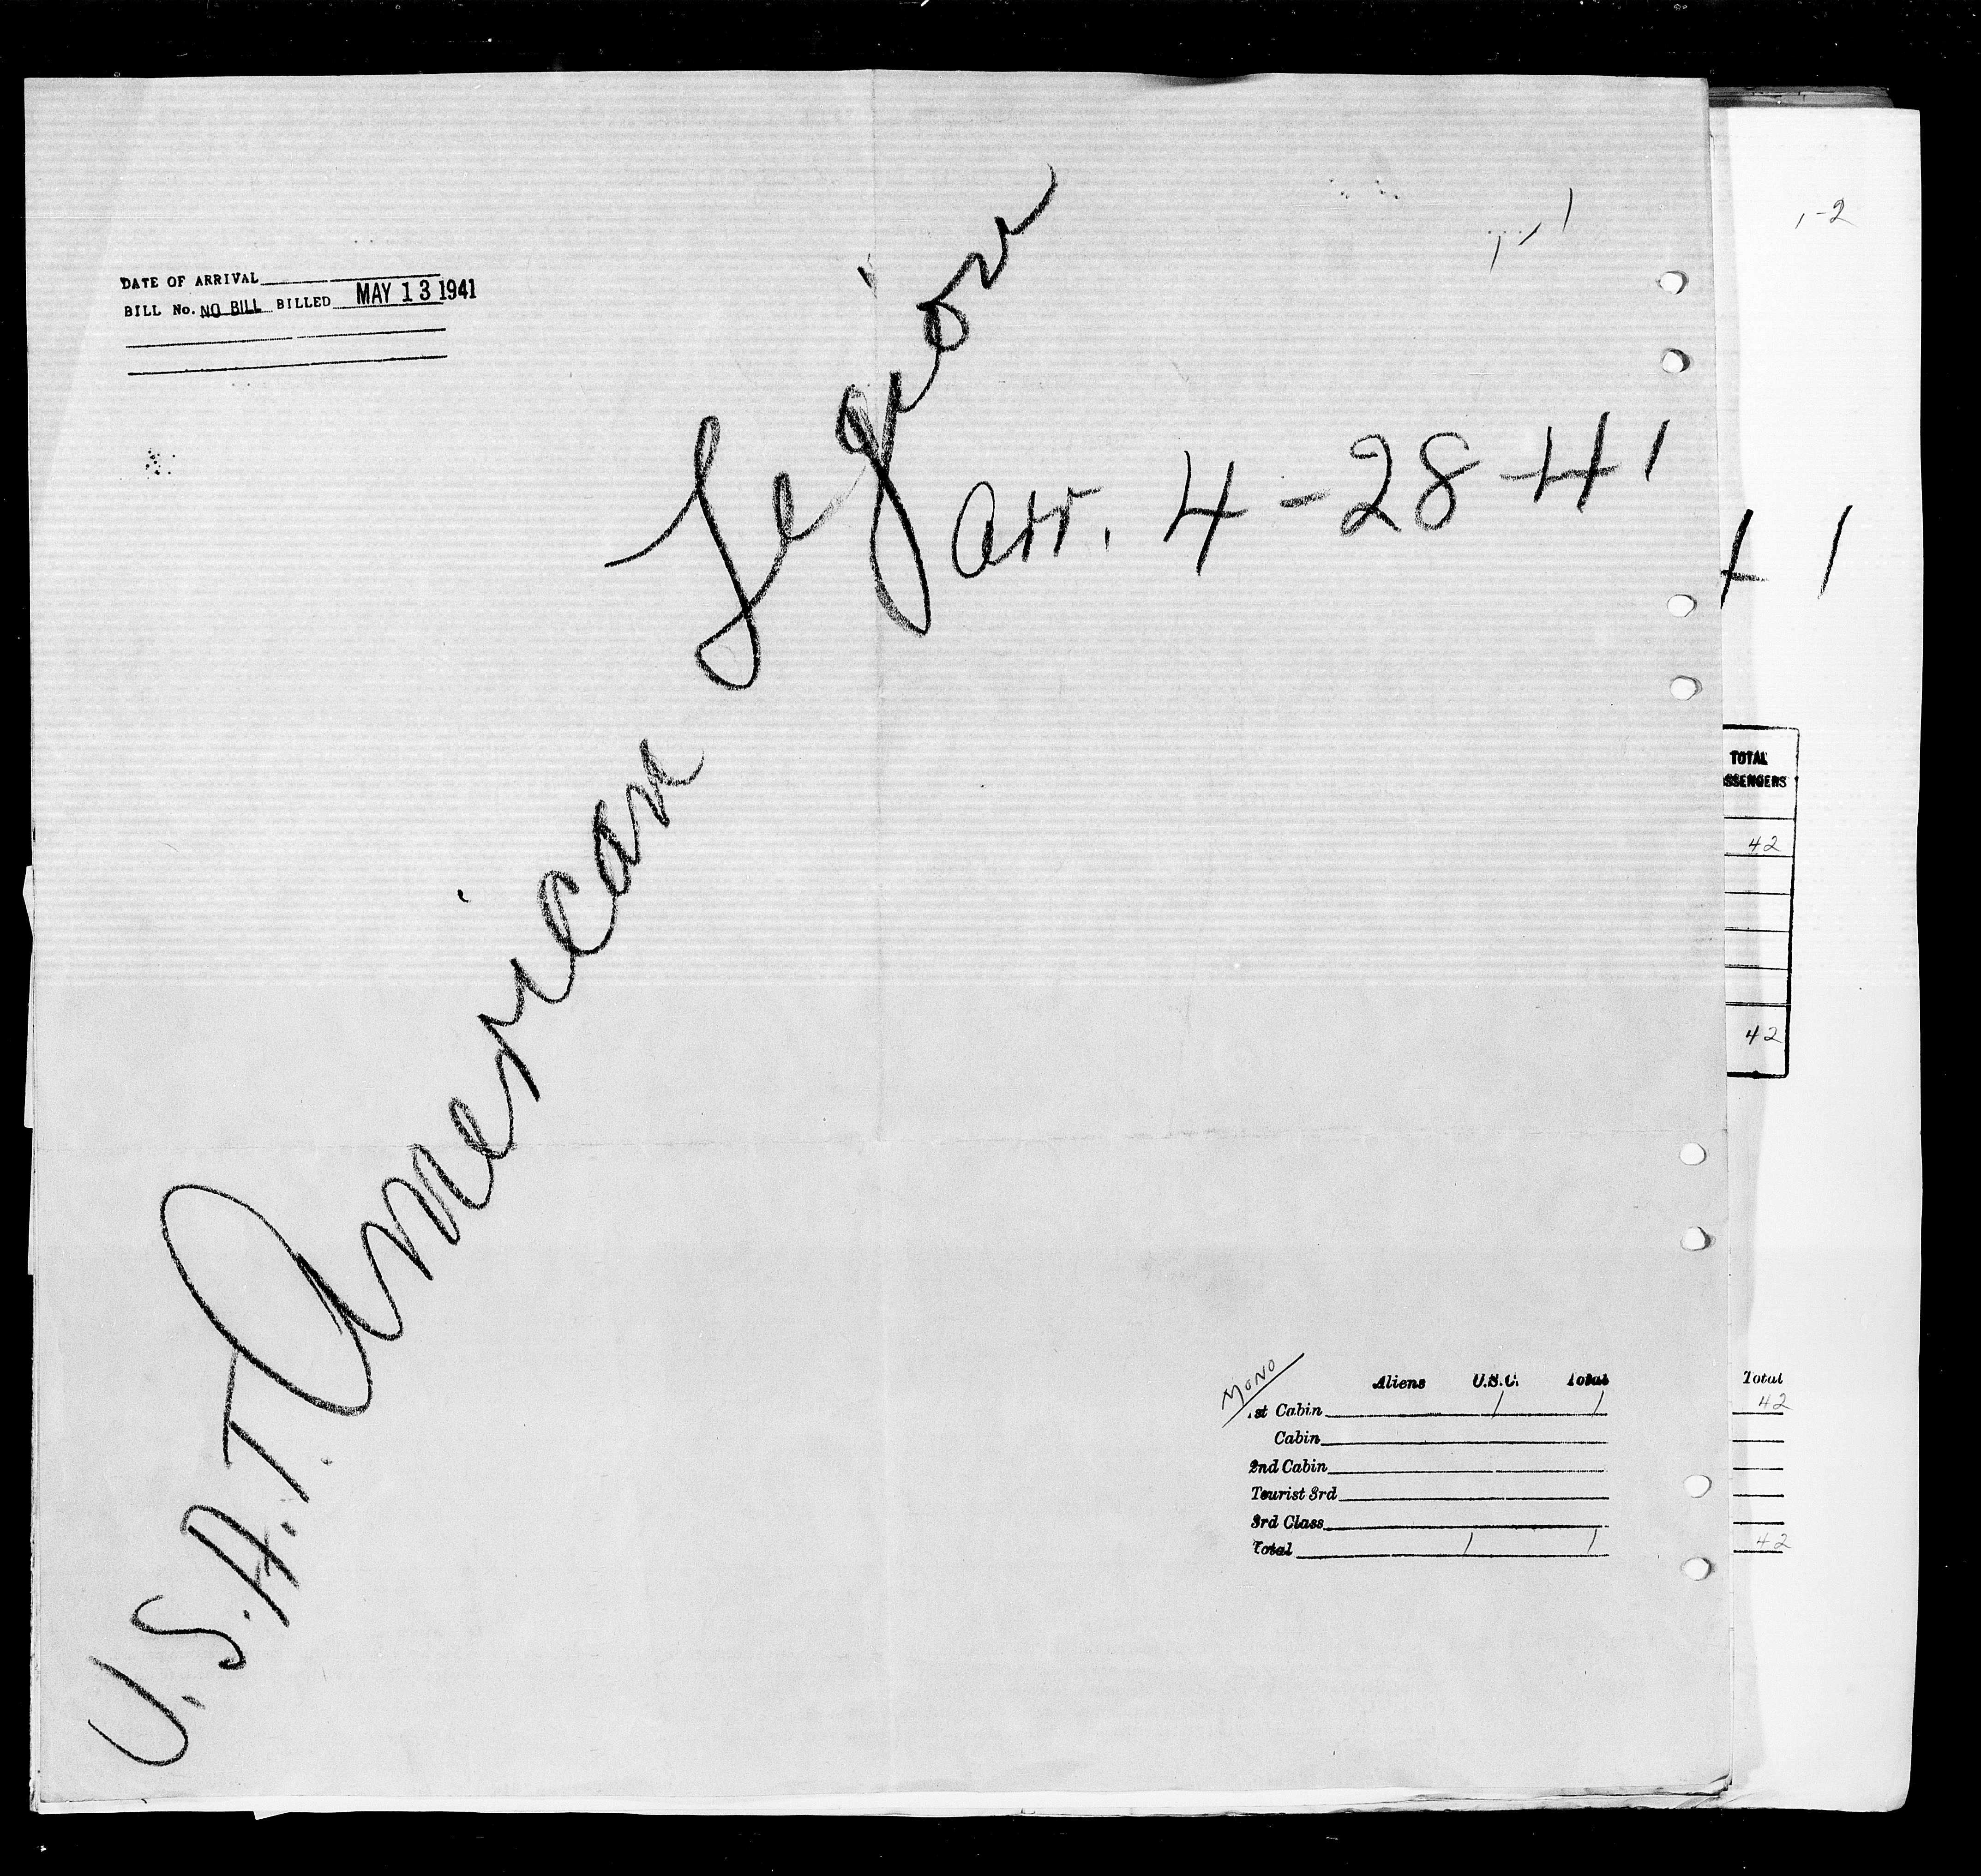 DATE OF ARRIVAL
BILL No. NO BILL BILLED MAY 13 1941
U.S.A.T. American Legion
arr. 4-28-41
MONO
Aliens U.S.C. Total
1st Cabin 1 1
Cabin
2nd Cabin
Tourist 3rd
3rd Class
Total 1 1
-2
1
TOTAL
SSENGERS
42
42
Total
42
42